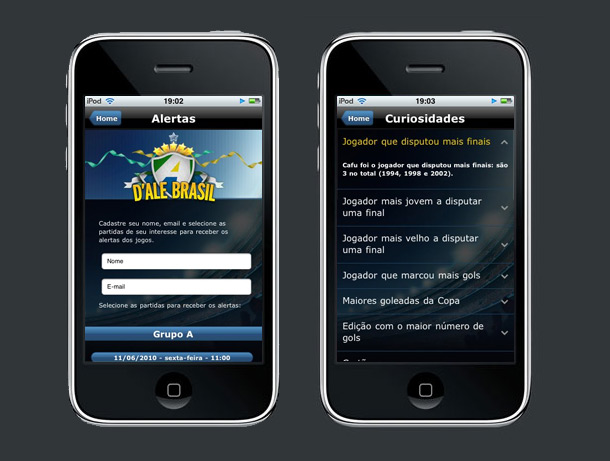 iPod 19:02
Home Alertas
D'ALE BRASIL
Cadastre seu nome, email e selecione as
partidas de seu interesse para receber os
alertas dos jogos.
Nome
E-mail
Selecione as partidas para receber os alertas:
Grupo A
11/06/2010 - sexta-feira - 11:00
iPod 19:03
Home Curiosidades
Jogador que disputou mais finais
Cafu foi o jogador que disputou mais finais: são
3 no total (1994, 1998 e 2002).
Jogador mais jovem a disputar
uma final
Jogador mais velho a disputar
uma final
Jogador que marcou mais gols
Maiores goleadas da Copa
Edição com o maior número de
gols